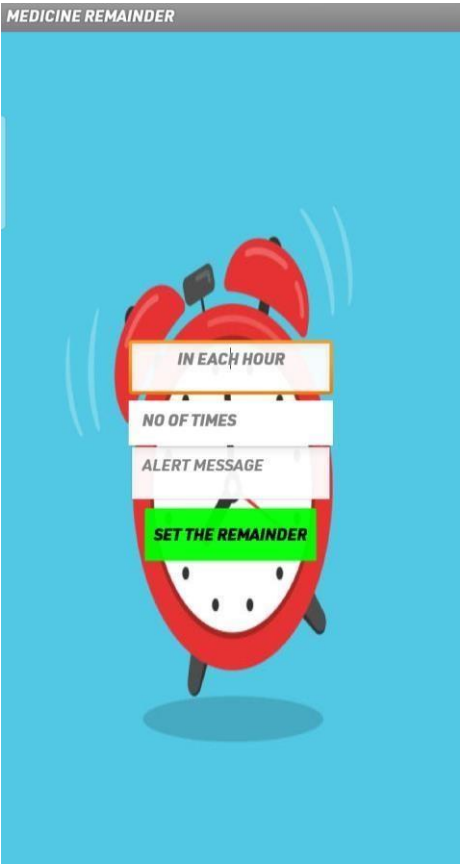 MEDICINE REMAINDER
IN EACH HOUR
NO OF TIMES
ALERT MESSAGE
SET THE REMAINDER